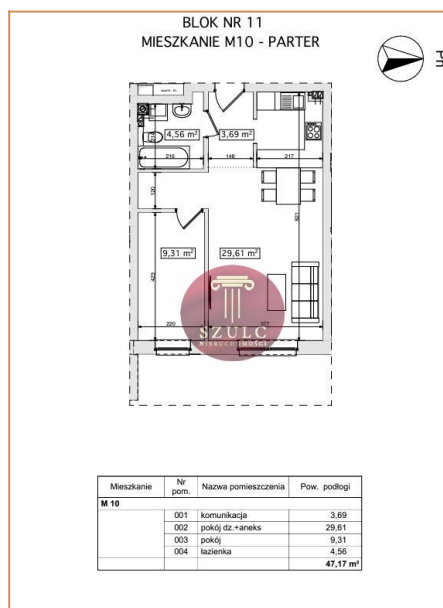 BLOK NR 11
MIESZKANIE M10 - PARTER
4,56 m²
3,69 m²
216
148
217
120
821
9,31 m²
29,61 m²
423
SZULC
NIERUCHOMOŚCI
220
377
Mieszkanie Nr pom. Nazwa pomieszczenia Pow. podłogi
M 10
001 komunikacja 3,69
002 pokój dz.+aneks 29,61
003 pokój 9,31
004 łazienka 4,56
47,17 m²